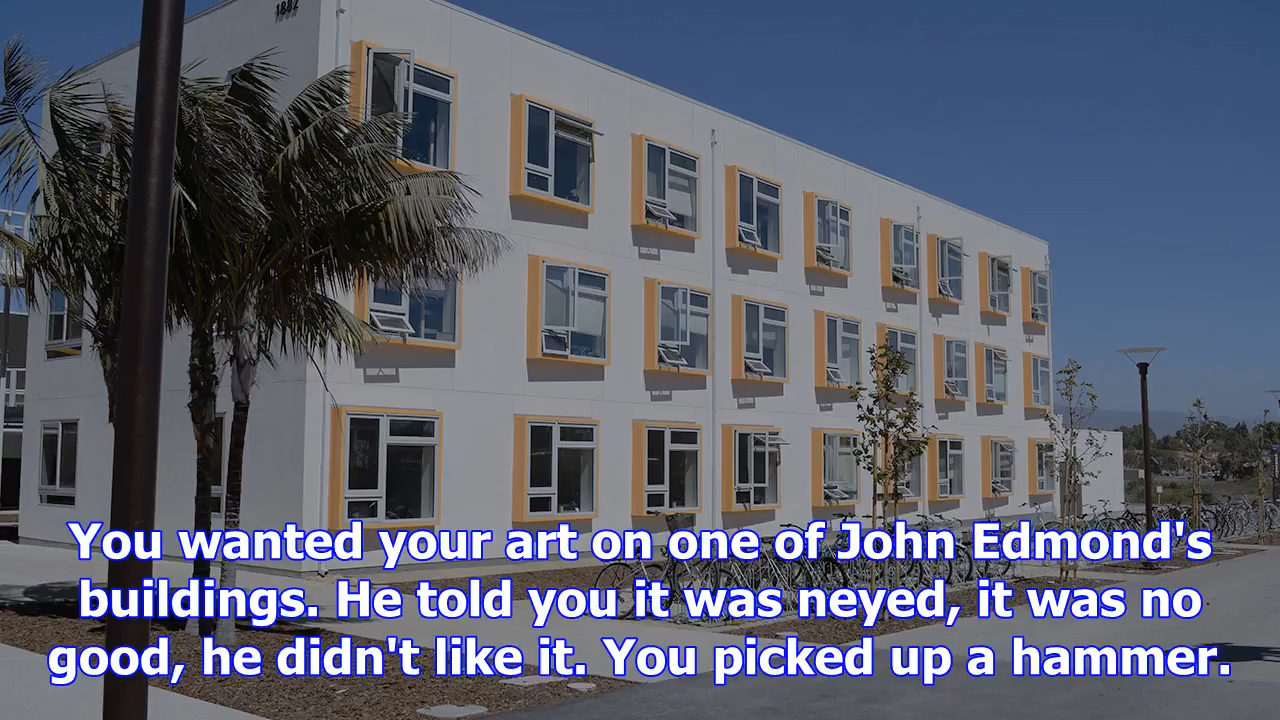 1882
You wanted your art on one of John Edmond's
buildings. He told you it was neyed, it was no
good, he didn't like it. You picked up a hammer.